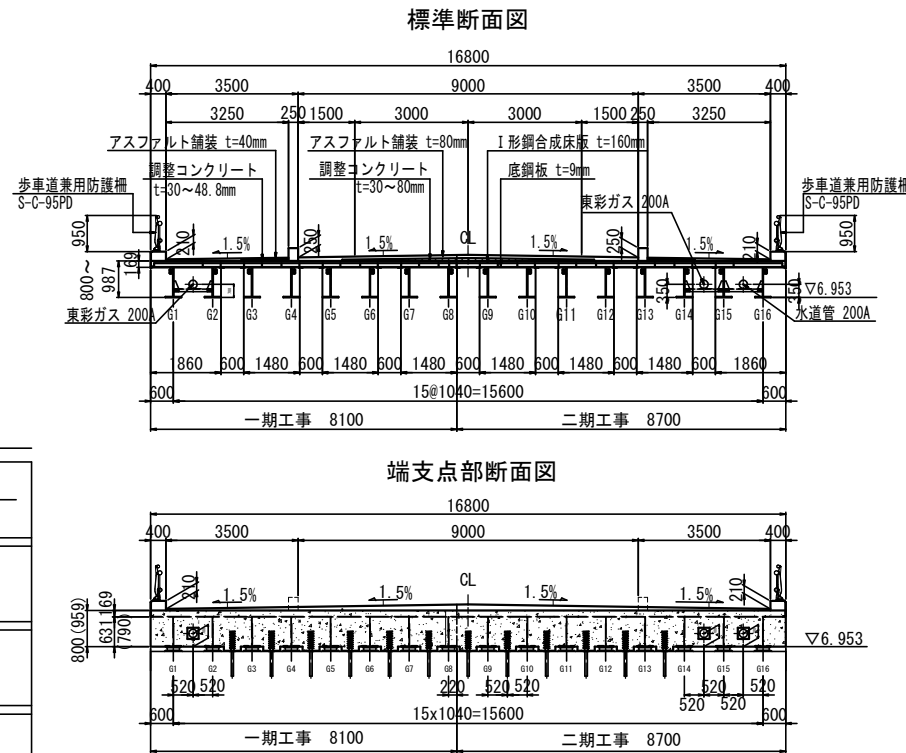 標準断面図
16800
400 3500 9000 3500 400
3250 250 1500 3000 3000 1500 250 3250
アスファルト舗装 t=40mm アスファルト舗装 t=80mm I形鋼合成床版 t=160mm
調整コンクリート 調整コンクリート 底鋼板 t=9mm
t=30~48.8mm t=30~80mm
歩車道兼用防護柵 東彩ガス 200A 歩車道兼用防護柵
S-C-95PD S-C-95PD
950 210 1.5% 250 1.5% CL 1.5% 250 1.5% 210 950
169
800~987
350 350 ▽6.953
東彩ガス 200A 水道管 200A
G1 G2 G3 G4 G5 G6 G7 G8 G9 G10 G11 G12 G13 G14 G15 G16
1860 600 1480 600 1480 600 1480 600 1480 600 1480 600 1480 600 1860
600 15@1040=15600 600
一期工事 8100 二期工事 8700
端支点部断面図
16800
400 3500 9000 3500 400
210 1.5% 1.5% CL 1.5% 1.5% 210
169
800(959)
631
(790)
▽6.953
G1 G2 G3 G4 G5 G6 G7 G8 G9 G10 G11 G12 G13 G14 G15 G16
520 520 220 520 520 520 520
520 520
600 15x1040=15600 600
一期工事 8100 二期工事 8700